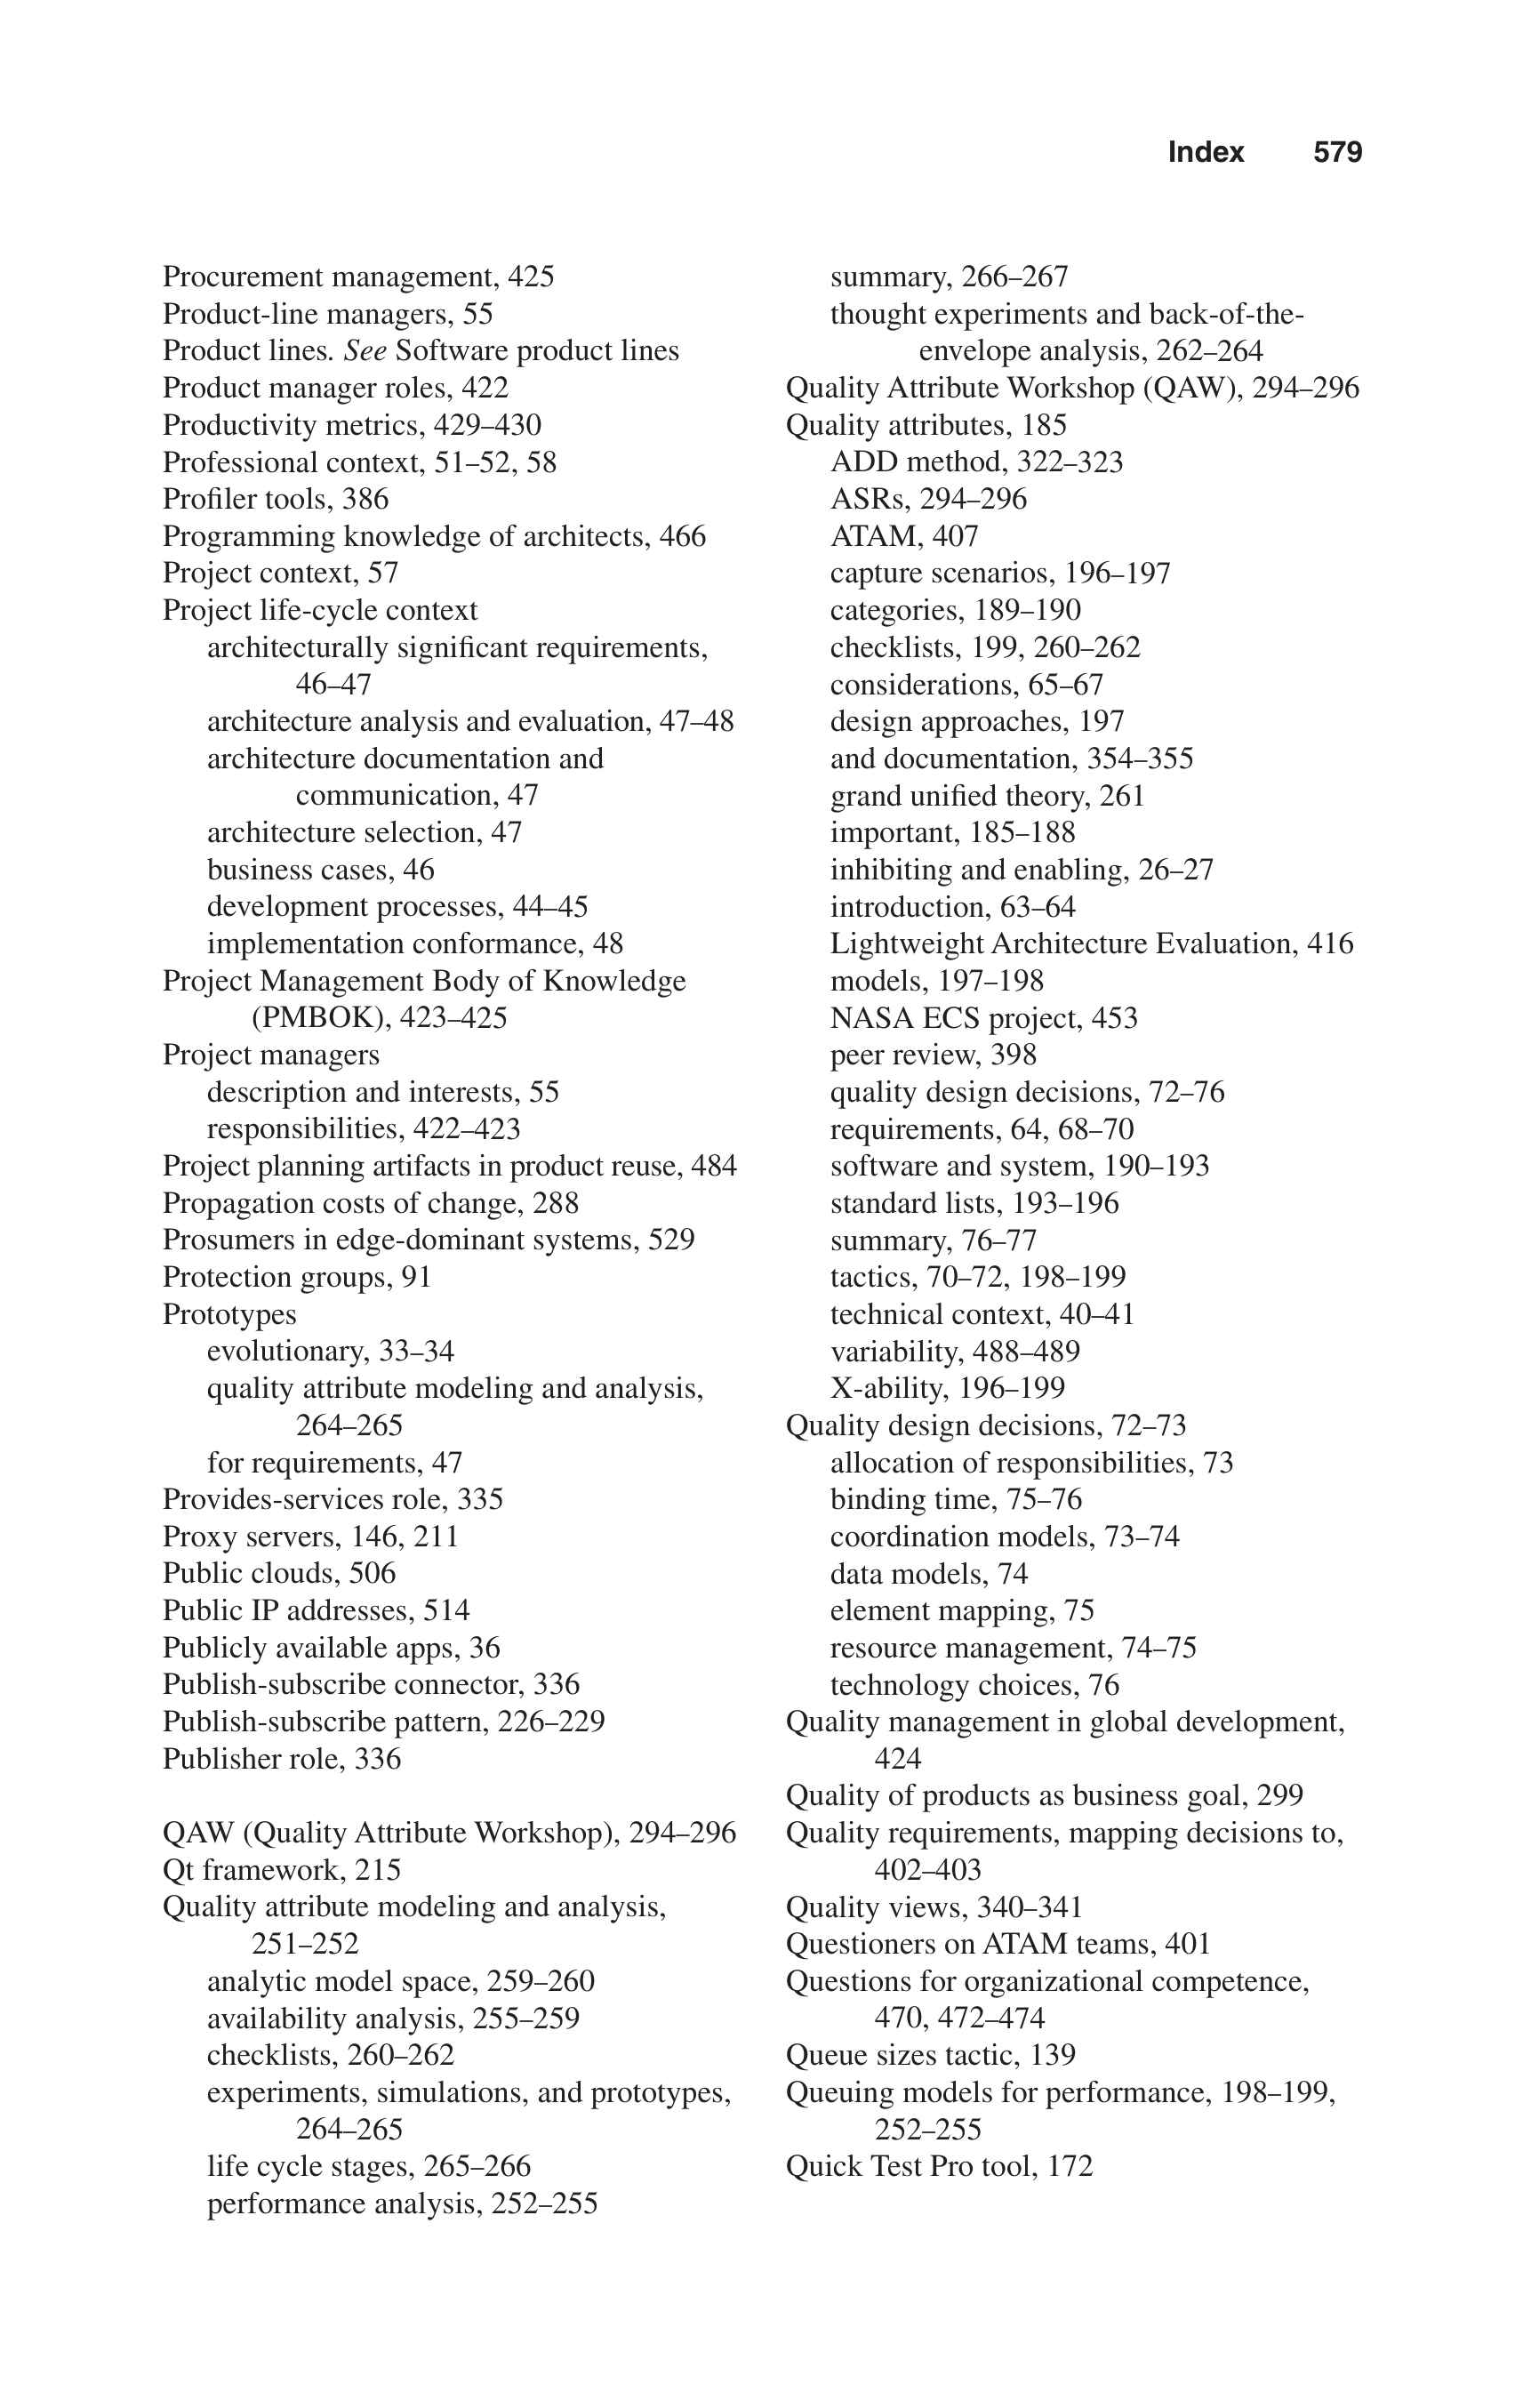 Index 579
Procurement management, 425
Product-line managers, 55
Product lines. See Software product lines
Product manager roles, 422
Productivity metrics, 429–430
Professional context, 51–52, 58
Profiler tools, 386
Programming knowledge of architects, 466
Project context, 57
Project life-cycle context
architecturally significant requirements,
46–47
architecture analysis and evaluation, 47–48
architecture documentation and
communication, 47
architecture selection, 47
business cases, 46
development processes, 44–45
implementation conformance, 48
Project Management Body of Knowledge
(PMBOK), 423–425
Project managers
description and interests, 55
responsibilities, 422–423
Project planning artifacts in product reuse, 484
Propagation costs of change, 288
Prosumers in edge-dominant systems, 529
Protection groups, 91
Prototypes
evolutionary, 33–34
quality attribute modeling and analysis,
264–265
for requirements, 47
Provides-services role, 335
Proxy servers, 146, 211
Public clouds, 506
Public IP addresses, 514
Publicly available apps, 36
Publish-subscribe connector, 336
Publish-subscribe pattern, 226–229
Publisher role, 336
QAW (Quality Attribute Workshop), 294–296
Qt framework, 215
Quality attribute modeling and analysis,
251–252
analytic model space, 259–260
availability analysis, 255–259
checklists, 260–262
experiments, simulations, and prototypes,
264–265
life cycle stages, 265–266
performance analysis, 252–255
summary, 266–267
thought experiments and back-of-the-
envelope analysis, 262–264
Quality Attribute Workshop (QAW), 294–296
Quality attributes, 185
ADD method, 322–323
ASRs, 294–296
ATAM, 407
capture scenarios, 196–197
categories, 189–190
checklists, 199, 260–262
considerations, 65–67
design approaches, 197
and documentation, 354–355
grand unified theory, 261
important, 185–188
inhibiting and enabling, 26–27
introduction, 63–64
Lightweight Architecture Evaluation, 416
models, 197–198
NASA ECS project, 453
peer review, 398
quality design decisions, 72–76
requirements, 64, 68–70
software and system, 190–193
standard lists, 193–196
summary, 76–77
tactics, 70–72, 198–199
technical context, 40–41
variability, 488–489
X-ability, 196–199
Quality design decisions, 72–73
allocation of responsibilities, 73
binding time, 75–76
coordination models, 73–74
data models, 74
element mapping, 75
resource management, 74–75
technology choices, 76
Quality management in global development,
424
Quality of products as business goal, 299
Quality requirements, mapping decisions to,
402–403
Quality views, 340–341
Questioners on ATAM teams, 401
Questions for organizational competence,
470, 472–474
Queue sizes tactic, 139
Queuing models for performance, 198–199,
252–255
Quick Test Pro tool, 172